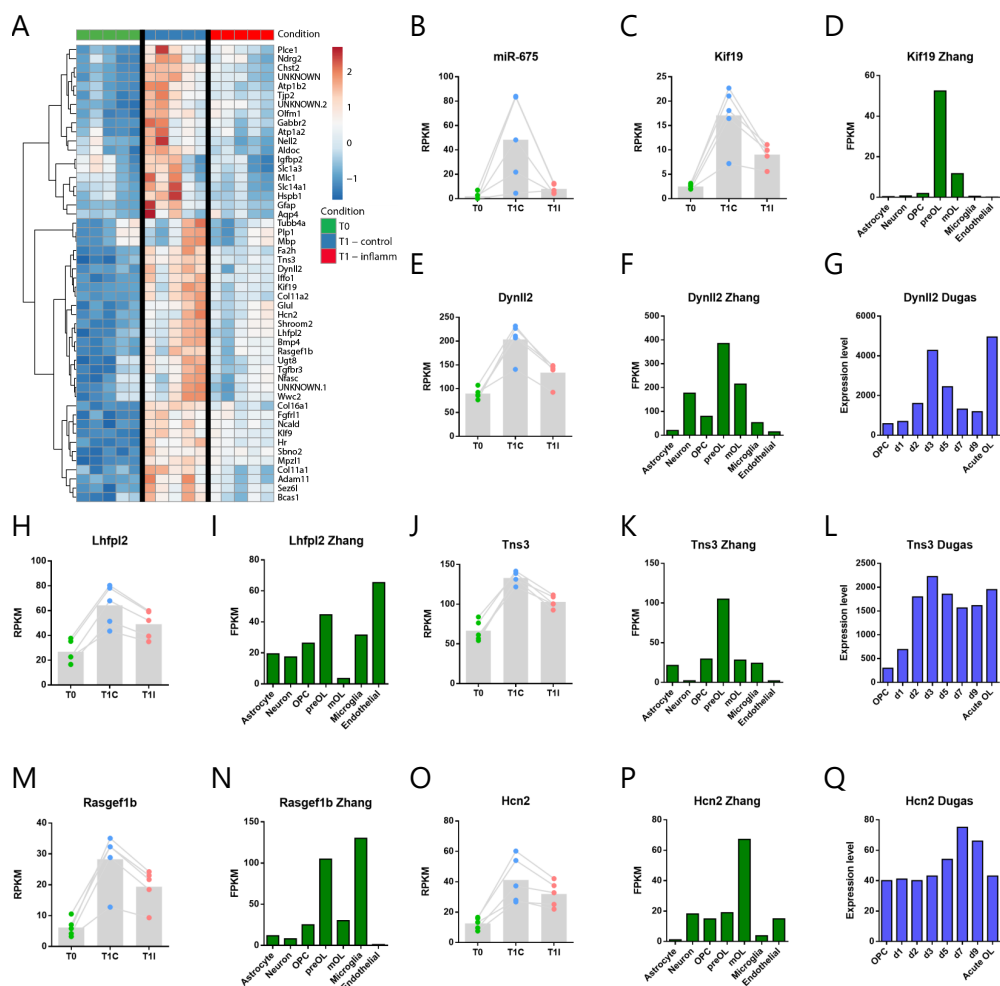 A
Condition
Plce1
Ndrg2
Chst2
UNKNOWN
Atp1b2
Tjp2
UNKNOWN.2
Olfm1
Gabbr2
Atp1a2
Nell2
Aldoc
Igfbp2
Slc1a3
Mlc1
Slc14a1
Hspb1
Gfap
Aqp4
Tubb4a
Plp1
Mbp
Fa2h
Tns3
Dynll2
Iffo1
Kif19
Col11a2
Glul
Hcn2
Shroom2
Lhfpl2
Bmp4
Rasgef1b
Ugt8
Tgfbr3
Nfasc
UNKNOWN.1
Wwc2
Col16a1
Fgfrl1
Ncald
Klf9
Hr
Sbno2
Mpzl1
Col11a1
Adam11
Sez6l
Bcas1
2
1
0
−1
Condition
T0
T1 − control
T1 − inflamm
B
miR-675
RPKM
100
80
60
40
20
0
T0 T1C T1I
C
Kif19
RPKM
25
20
15
10
5
0
T0 T1C T1I
D
Kif19 Zhang
FPKM
60
40
20
0
Astrocyte Neuron OPC preOL mOL Microglia Endothelial
E
Dynll2
RPKM
250
200
150
100
50
0
T0 T1C T1I
F
Dynll2 Zhang
FPKM
500
400
300
200
100
0
Astrocyte Neuron OPC preOL mOL Microglia Endothelial
G
Dynll2 Dugas
Expression level
6000
4000
2000
0
OPC d1 d2 d3 d5 d7 d9 Acute OL
H
Lhfpl2
RPKM
100
80
60
40
20
0
T0 T1C T1I
I
Lhfpl2 Zhang
FPKM
80
60
40
20
0
Astrocyte Neuron OPC preOL mOL Microglia Endothelial
J
Tns3
RPKM
150
100
50
0
T0 T1C T1I
K
Tns3 Zhang
FPKM
150
100
50
0
Astrocyte Neuron OPC preOL mOL Microglia Endothelial
L
Tns3 Dugas
Expression level
2500
2000
1500
1000
500
0
OPC d1 d2 d3 d5 d7 d9 Acute OL
M
Rasgef1b
RPKM
40
30
20
10
0
T0 T1C T1I
N
Rasgef1b Zhang
FPKM
150
100
50
0
Astrocyte Neuron OPC preOL mOL Microglia Endothelial
O
Hcn2
RPKM
80
60
40
20
0
T0 T1C T1I
P
Hcn2 Zhang
FPKM
80
60
40
20
0
Astrocyte Neuron OPC preOL mOL Microglia Endothelial
Q
Hcn2 Dugas
Expression level
80
60
40
20
0
OPC d1 d2 d3 d5 d7 d9 Acute OL